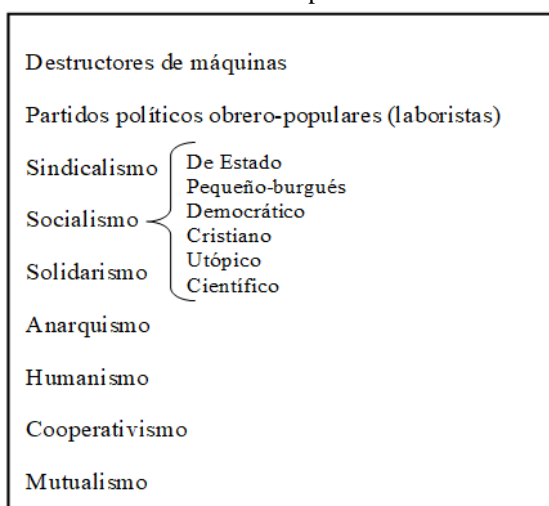 Destructores de máquinas
Partidos políticos obrero-populares (laboristas)
Sindicalismo
Socialismo
Solidarismo
De Estado
Pequeño-burgués
Democrático
Cristiano
Utópico
Científico
Anarquismo
Humanismo
Cooperativismo
Mutualismo